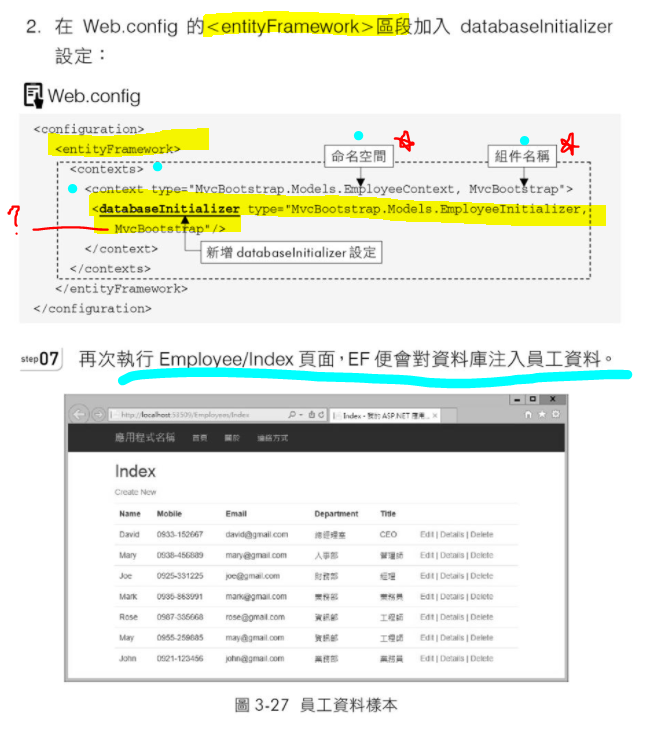 2. 在 Web.config 的<entityFramework>區段加入 databaseInitializer
設定：
Web.config
<configuration>
<entityFramework>
命名空間
組件名稱
<contexts>
<context type="MvcBootstrap.Models.EmployeeContext, MvcBootstrap">
<databaseInitializer type="MvcBootstrap.Models.EmployeeInitializer,
?
MvcBootstrap"/>
</context>
新增 databaseInitializer 設定
</contexts>
</entityFramework>
</configuration>
step07 再次執行 Employee/Index 頁面，EF 便會對資料庫注入員工資料。
Index - 我的 ASP.NET 應用...
應用程式名稱 首頁 關於 連絡方式
Index
Create New
Name Mobile Email Department Title
David 0933-152667 david@gmail.com CEO Edit | Details | Delete
Mary 0938-456889 mary@gmail.com 人事部 管理師 Edit | Details | Delete
Joe 0925-331225 joe@gmail.com 財務部 經理 Edit | Details | Delete
Mark 0935-863991 mark@gmail.com 業務部 業務員 Edit | Details | Delete
Rose 0987-335668 rose@gmail.com 資訊部 工程師 Edit | Details | Delete
May 0955-259885 may@gmail.com 資訊部 工程師 Edit | Details | Delete
John 0921-123456 john@gmail.com 業務部 業務員 Edit | Details | Delete
圖 3-27 員工資料樣本